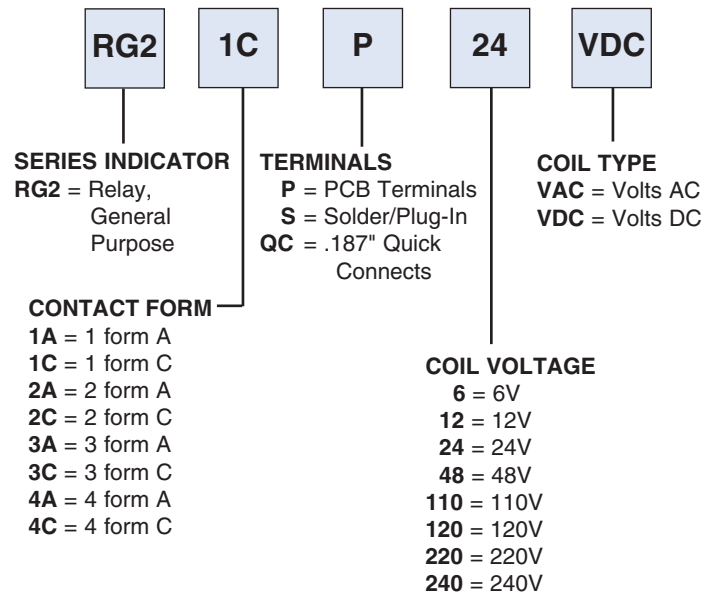 RG2 1C P 24 VDC
SERIES INDICATOR
RG2 = Relay,
General
Purpose
TERMINALS
P = PCB Terminals
S = Solder/Plug-In
QC = .187" Quick
Connects
COIL TYPE
VAC = Volts AC
VDC = Volts DC
CONTACT FORM
1A = 1 form A
1C = 1 form C
2A = 2 form A
2C = 2 form C
3A = 3 form A
3C = 3 form C
4A = 4 form A
4C = 4 form C
COIL VOLTAGE
6 = 6V
12 = 12V
24 = 24V
48 = 48V
110 = 110V
120 = 120V
220 = 220V
240 = 240V